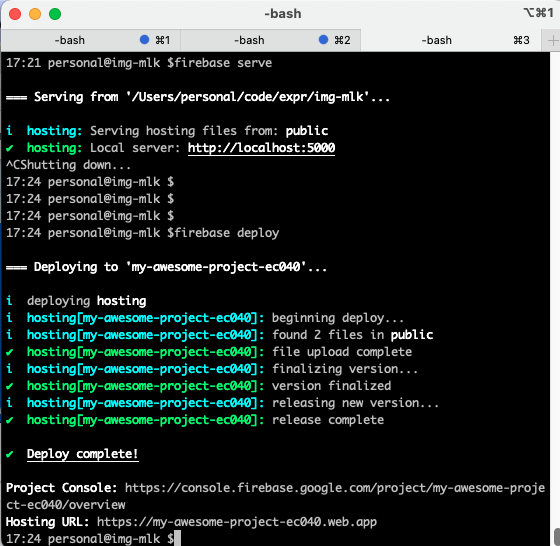 -bash
⌥⌘1
-bash ⌘1
-bash ⌘2
-bash ⌘3
17:21 personal@img-mlk $firebase serve
=== Serving from '/Users/personal/code/expr/img-mlk'...
i hosting: Serving hosting files from: public
✔ hosting: Local server: http://localhost:5000
^CShutting down...
17:24 personal@img-mlk $
17:24 personal@img-mlk $
17:24 personal@img-mlk $
17:24 personal@img-mlk $firebase deploy
=== Deploying to 'my-awesome-project-ec040'...
i deploying hosting
i hosting[my-awesome-project-ec040]: beginning deploy...
i hosting[my-awesome-project-ec040]: found 2 files in public
✔ hosting[my-awesome-project-ec040]: file upload complete
i hosting[my-awesome-project-ec040]: finalizing version...
✔ hosting[my-awesome-project-ec040]: version finalized
i hosting[my-awesome-project-ec040]: releasing new version...
✔ hosting[my-awesome-project-ec040]: release complete
✔ Deploy complete!
Project Console: https://console.firebase.google.com/project/my-awesome-proje
ct-ec040/overview
Hosting URL: https://my-awesome-project-ec040.web.app
17:24 personal@img-mlk $